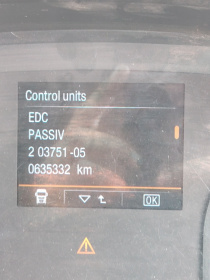 Control units
EDC
PASSIV
2 03751-05
0635332 km
OK